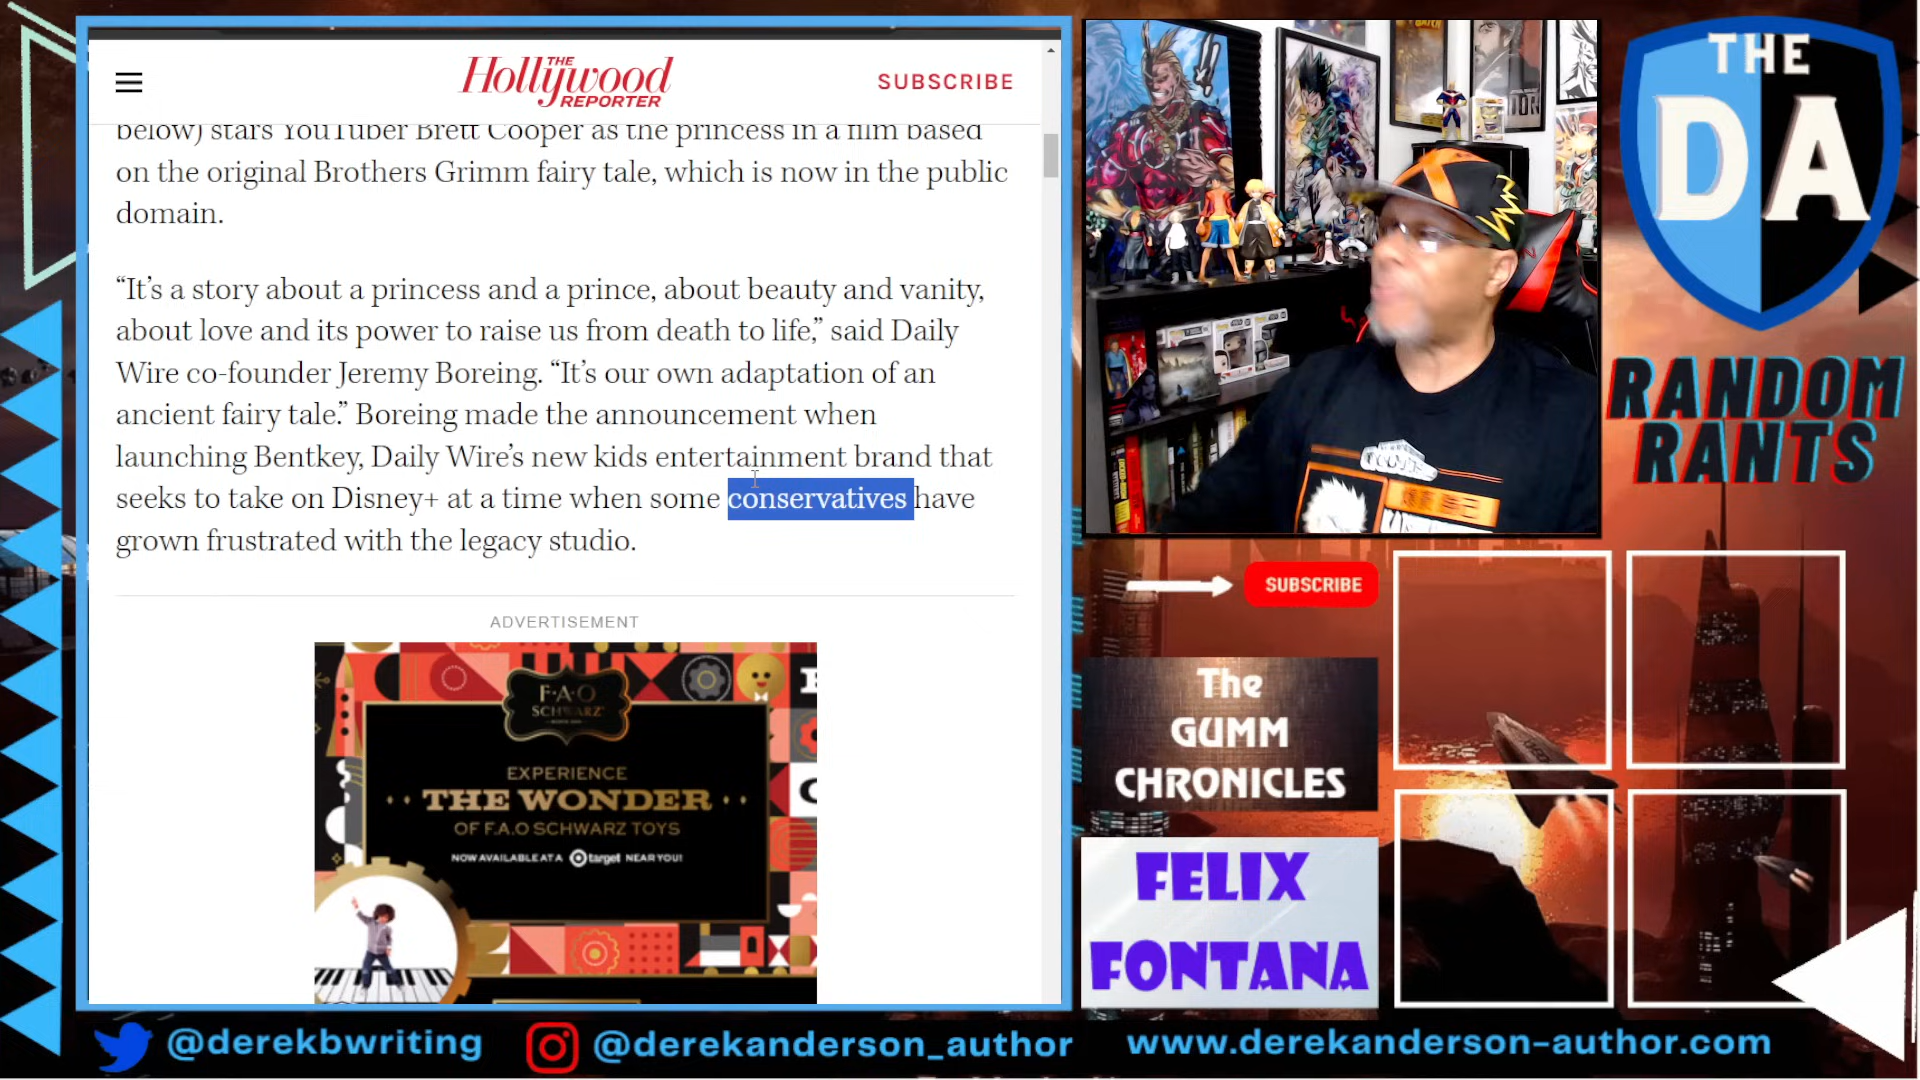 THE
Hollywood
REPORTER
SUBSCRIBE
below) stars YouTuber Brett Cooper as the princess in a film based
on the original Brothers Grimm fairy tale, which is now in the public
domain.
“It’s a story about a princess and a prince, about beauty and vanity,
about love and its power to raise us from death to life,” said Daily
Wire co-founder Jeremy Boreing. “It’s our own adaptation of an
ancient fairy tale.” Boreing made the announcement when
launching Bentkey, Daily Wire’s new kids entertainment brand that
seeks to take on Disney+ at a time when some conservatives have
grown frustrated with the legacy studio.
ADVERTISEMENT
F·A·O
SCHWARZ
EXPERIENCE
THE WONDER
OF F.A.O SCHWARZ TOYS
NOW AVAILABLE AT A target NEAR YOU!
THE
DA
RANDOM
RANTS
SUBSCRIBE
The
GUMM
CHRONICLES
FELIX
FONTANA
@derekbwriting
@derekanderson_author
www.derekanderson-author.com